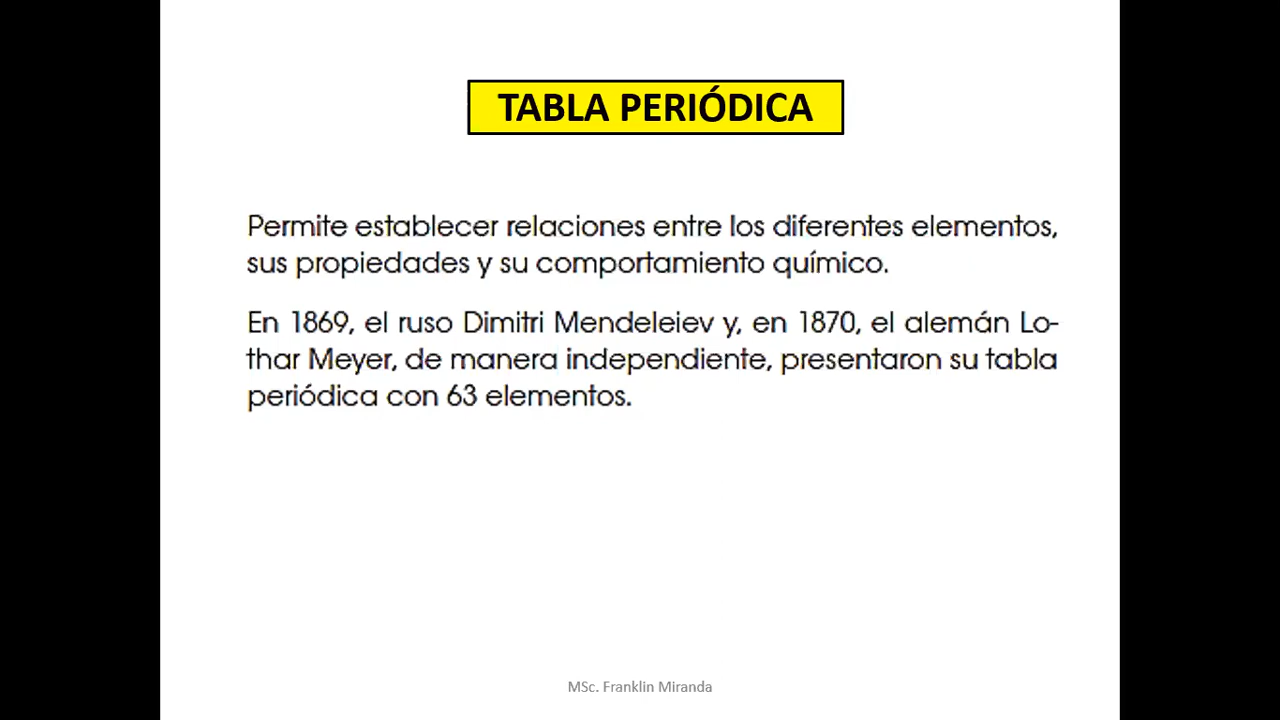 TABLA PERIÓDICA
Permite establecer relaciones entre los diferentes elementos,
sus propiedades y su comportamiento químico.
En 1869, el ruso Dimitri Mendeleiev y, en 1870, el alemán Lo-
thar Meyer, de manera independiente, presentaron su tabla
periódica con 63 elementos.
MSc. Franklin Miranda